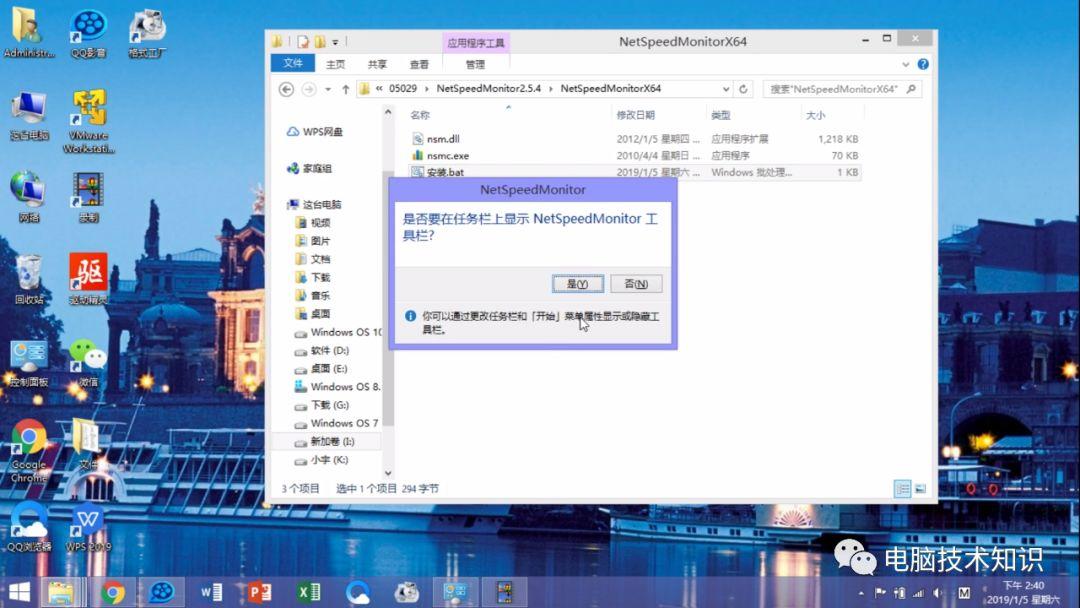 Administr...
QQ影音
格式工厂
这台电脑
VMware
Workstati...
网络
录制
回收站
驱
驱动精灵
控制面板
微信
Google
Chrome
文件
QQ浏览器
WPS 2019
应用程序工具
NetSpeedMonitorX64
文件
主页
共享
查看
管理
« 05029 › NetSpeedMonitor2.5.4 › NetSpeedMonitorX64
搜索"NetSpeedMonitorX64"
名称
修改日期
类型
大小
nsm.dll
2012/1/5 星期四 ...
应用程序扩展
1,218 KB
nsmc.exe
2010/4/4 星期日 ...
应用程序
70 KB
安装.bat
2019/1/5 星期六 ...
Windows 批处理...
1 KB
WPS网盘
家庭组
这台电脑
视频
图片
文档
下载
音乐
桌面
Windows OS 10
软件 (D:)
桌面 (E:)
Windows OS 8.
下载 (G:)
Windows OS 7
新加卷 (I:)
小宇 (K:)
NetSpeedMonitor
是否要在任务栏上显示 NetSpeedMonitor 工
具栏?
是(Y)
否(N)
你可以通过更改任务栏和「开始」菜单属性显示或隐藏工
具栏。
3 个项目
选中 1 个项目 294 字节
电脑技术知识
下午 2:40
2019/1/5 星期六